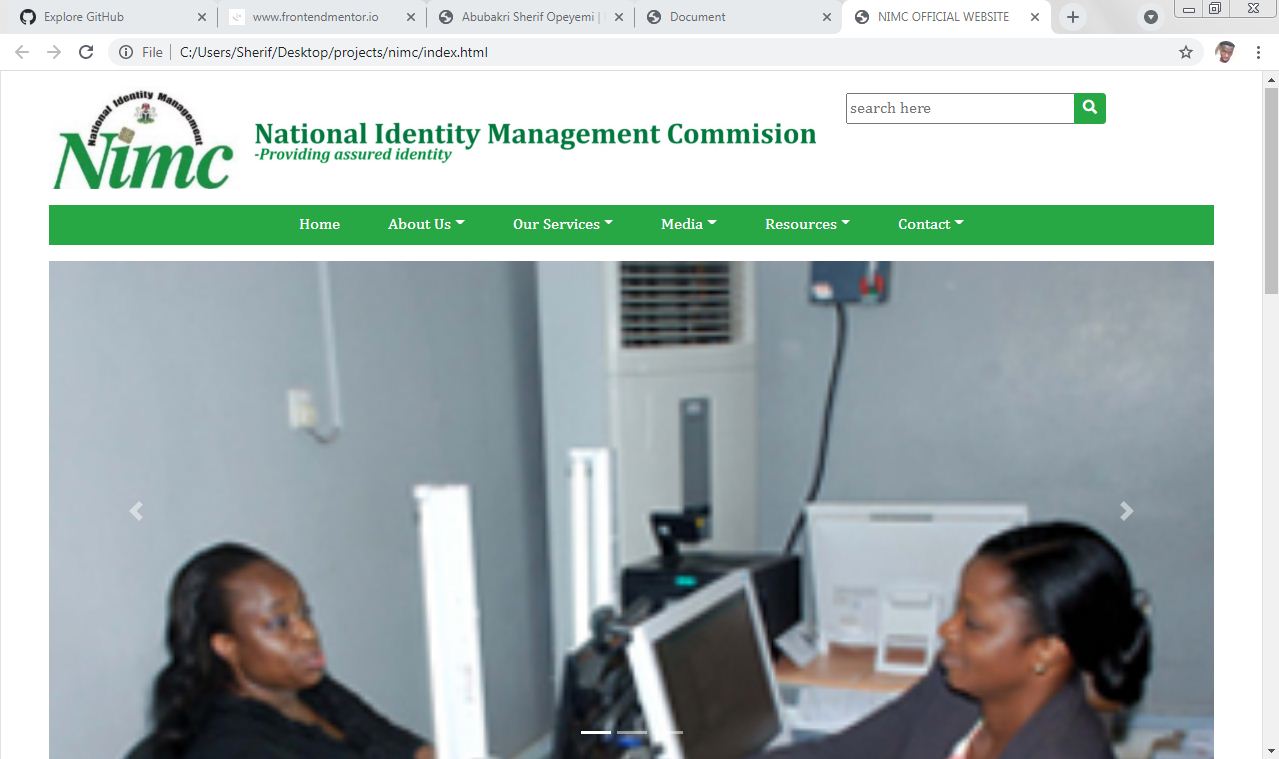 Explore GitHub
www.frontendmentor.io
Abubakri Sherif Opeyemi |
Document
NIMC OFFICIAL WEBSITE
File | C:/Users/Sherif/Desktop/projects/nimc/index.html
National Identity Management
Nimc
National Identity Management Commision
-Providing assured identity
search here
Home About Us Our Services Media Resources Contact